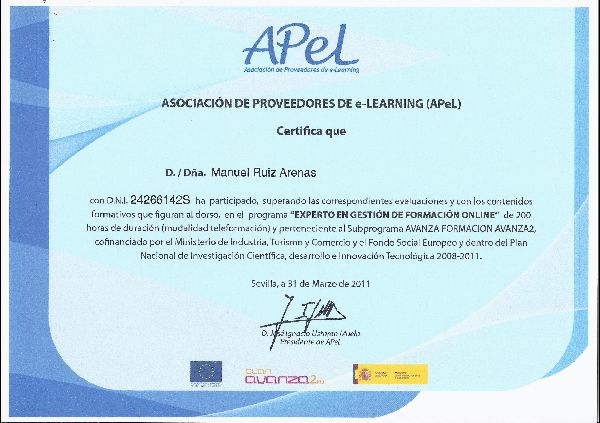 APeL
Asociación de Proveedores de e-Learning
ASOCIACIÓN DE PROVEEDORES DE e-LEARNING (APeL)
Certifica que
D. / Dña. Manuel Ruiz Arenas
con D.N.I. 24266142S ha participado, superando las correspondientes evaluaciones y con los contenidos
formativos que figuran al dorso, en el programa "EXPERTO EN GESTIÓN DE FORMACIÓN ONLINE" de 200
horas de duración (modalidad teleformación) y perteneciente al Subprograma AVANZA FORMACION AVANZA2,
cofinanciado por el Ministerio de Industria, Turismo y Comercio y el Fondo Social Europeo y dentro del Plan
Nacional de Investigación Científica, desarrollo e Innovación Tecnológica 2008-2011.
Sevilla, a 31 de Marzo de 2011
D. José Ignacio
Presidente de APeL
PLAN
avanza2